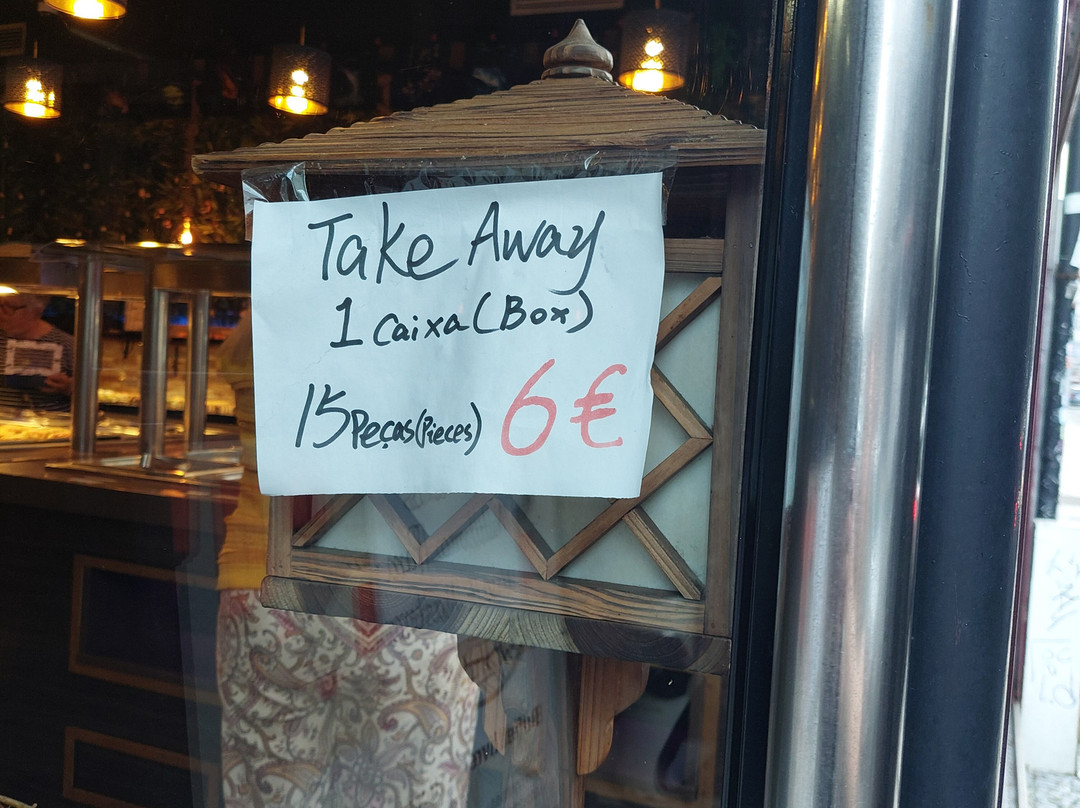 Take Away
1 Caixa (Box)
15 Peças (Pieces) 6 €